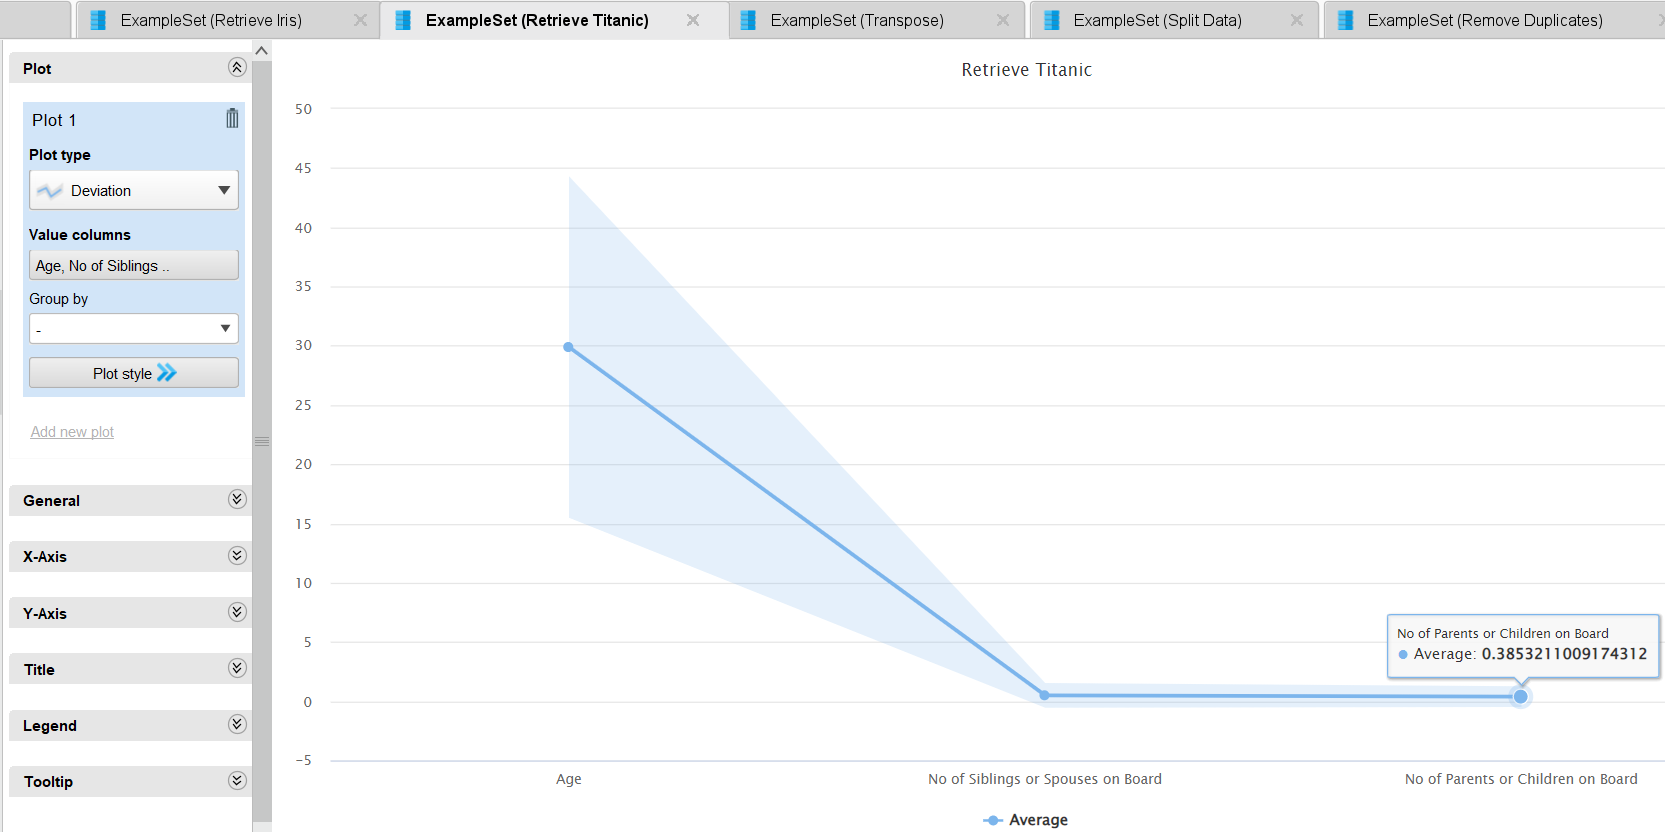 ExampleSet (Retrieve Iris)
ExampleSet (Retrieve Titanic)
ExampleSet (Transpose)
ExampleSet (Split Data)
ExampleSet (Remove Duplicates)
Plot
Plot 1
Plot type
Deviation
Value columns
Age, No of Siblings ..
Group by
-
Plot style
Add new plot
General
X-Axis
Y-Axis
Title
Legend
Tooltip
Retrieve Titanic
50
45
40
35
30
25
20
15
10
5
0
-5
No of Parents or Children on Board
Average: 0.3853211009174312
Age
No of Siblings or Spouses on Board
No of Parents or Children on Board
Average